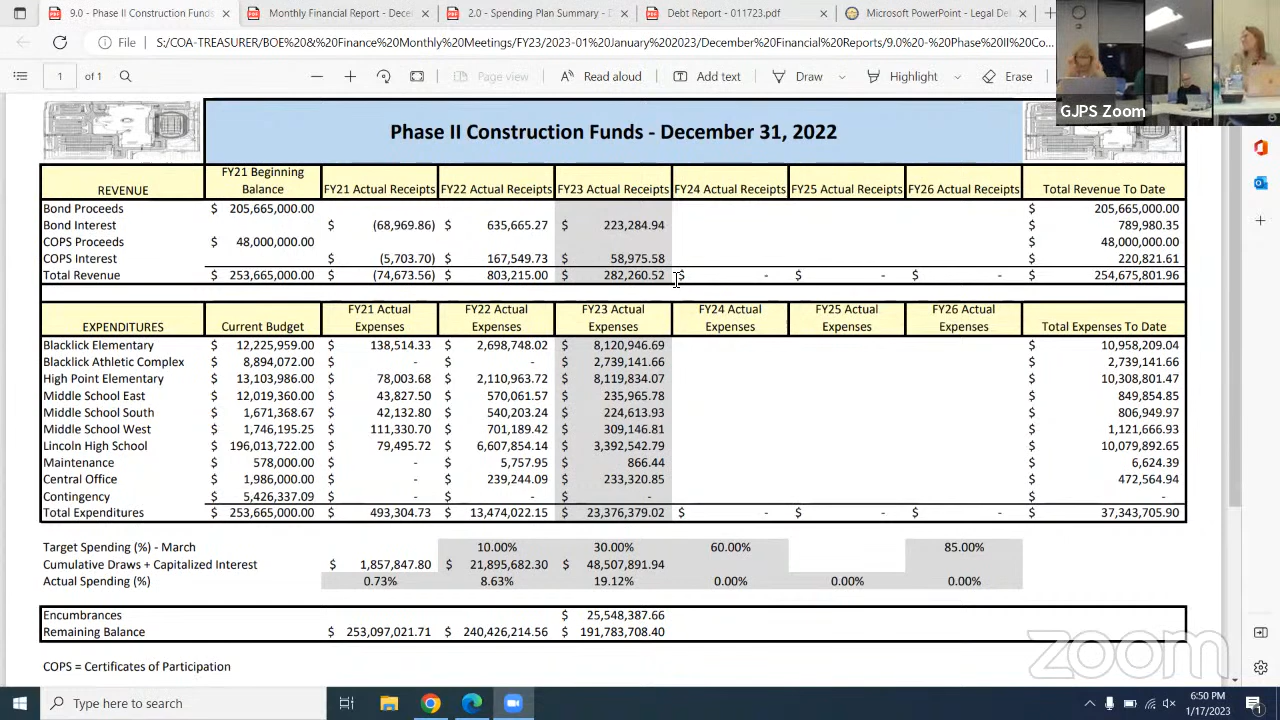 9.0 - Phase II Construction Funds
Monthly Financial Report - Dece
2.0 - Spending Plan Summary - D
Debt Report - 011723.pdf
Microsoft PowerPoint - Legal De
File S:/COA-TREASURER/BOE%20&%20Finance%20Monthly%20Meetings/FY23/2023-01%20January%202023/December%20Financial%20Reports/9.0%20-%20Phase%20II%20Co...
1 of 1 Page view Read aloud Add text Draw Highlight Erase
GJPS Zoom
Phase II Construction Funds - December 31, 2022
REVENUE FY21 Beginning Balance FY21 Actual Receipts FY22 Actual Receipts FY23 Actual Receipts FY24 Actual Receipts FY25 Actual Receipts FY26 Actual Receipts Total Revenue To Date
Bond Proceeds $ 205,665,000.00 $ 205,665,000.00
Bond Interest $ (68,969.86) $ 635,665.27 $ 223,284.94 $ 789,980.35
COPS Proceeds $ 48,000,000.00 $ 48,000,000.00
COPS Interest $ (5,703.70) $ 167,549.73 $ 58,975.58 $ 220,821.61
Total Revenue $ 253,665,000.00 $ (74,673.56) $ 803,215.00 $ 282,260.52 $ - $ - $ - $ 254,675,801.96
EXPENDITURES Current Budget FY21 Actual Expenses FY22 Actual Expenses FY23 Actual Expenses FY24 Actual Expenses FY25 Actual Expenses FY26 Actual Expenses Total Expenses To Date
Blacklick Elementary $ 12,225,959.00 $ 138,514.33 $ 2,698,748.02 $ 8,120,946.69 $ 10,958,209.04
Blacklick Athletic Complex $ 8,894,072.00 $ - $ - $ 2,739,141.66 $ 2,739,141.66
High Point Elementary $ 13,103,986.00 $ 78,003.68 $ 2,110,963.72 $ 8,119,834.07 $ 10,308,801.47
Middle School East $ 12,019,360.00 $ 43,827.50 $ 570,061.57 $ 235,965.78 $ 849,854.85
Middle School South $ 1,671,368.67 $ 42,132.80 $ 540,203.24 $ 224,613.93 $ 806,949.97
Middle School West $ 1,746,195.25 $ 111,330.70 $ 701,189.42 $ 309,146.81 $ 1,121,666.93
Lincoln High School $ 196,013,722.00 $ 79,495.72 $ 6,607,854.14 $ 3,392,542.79 $ 10,079,892.65
Maintenance $ 578,000.00 $ - $ 5,757.95 $ 866.44 $ 6,624.39
Central Office $ 1,986,000.00 $ - $ 239,244.09 $ 233,320.85 $ 472,564.94
Contingency $ 5,426,337.09 $ - $ - $ - $ -
Total Expenditures $ 253,665,000.00 $ 493,304.73 $ 13,474,022.15 $ 23,376,379.02 $ - $ - $ - $ 37,343,705.90
Target Spending (%) - March 10.00% 30.00% 60.00% 85.00%
Cumulative Draws + Capitalized Interest $ 1,857,847.80 $ 21,895,682.30 $ 48,507,891.94
Actual Spending (%) 0.73% 8.63% 19.12% 0.00% 0.00% 0.00%
Encumbrances $ 25,548,387.66
Remaining Balance $ 253,097,021.71 $ 240,426,214.56 $ 191,783,708.40
COPS = Certificates of Participation
zoom
Type here to search
6:50 PM
1/17/2023
1